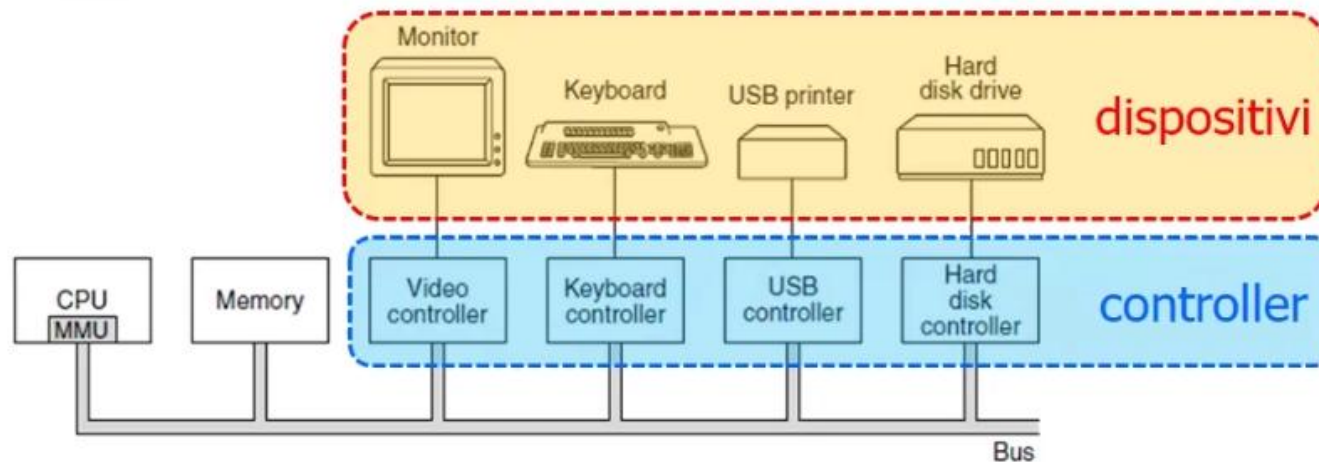 Monitor
Keyboard
USB printer
Hard
disk drive
dispositivi
CPU
MMU
Memory
Video
controller
Keyboard
controller
USB
controller
Hard
disk
controller
controller
Bus